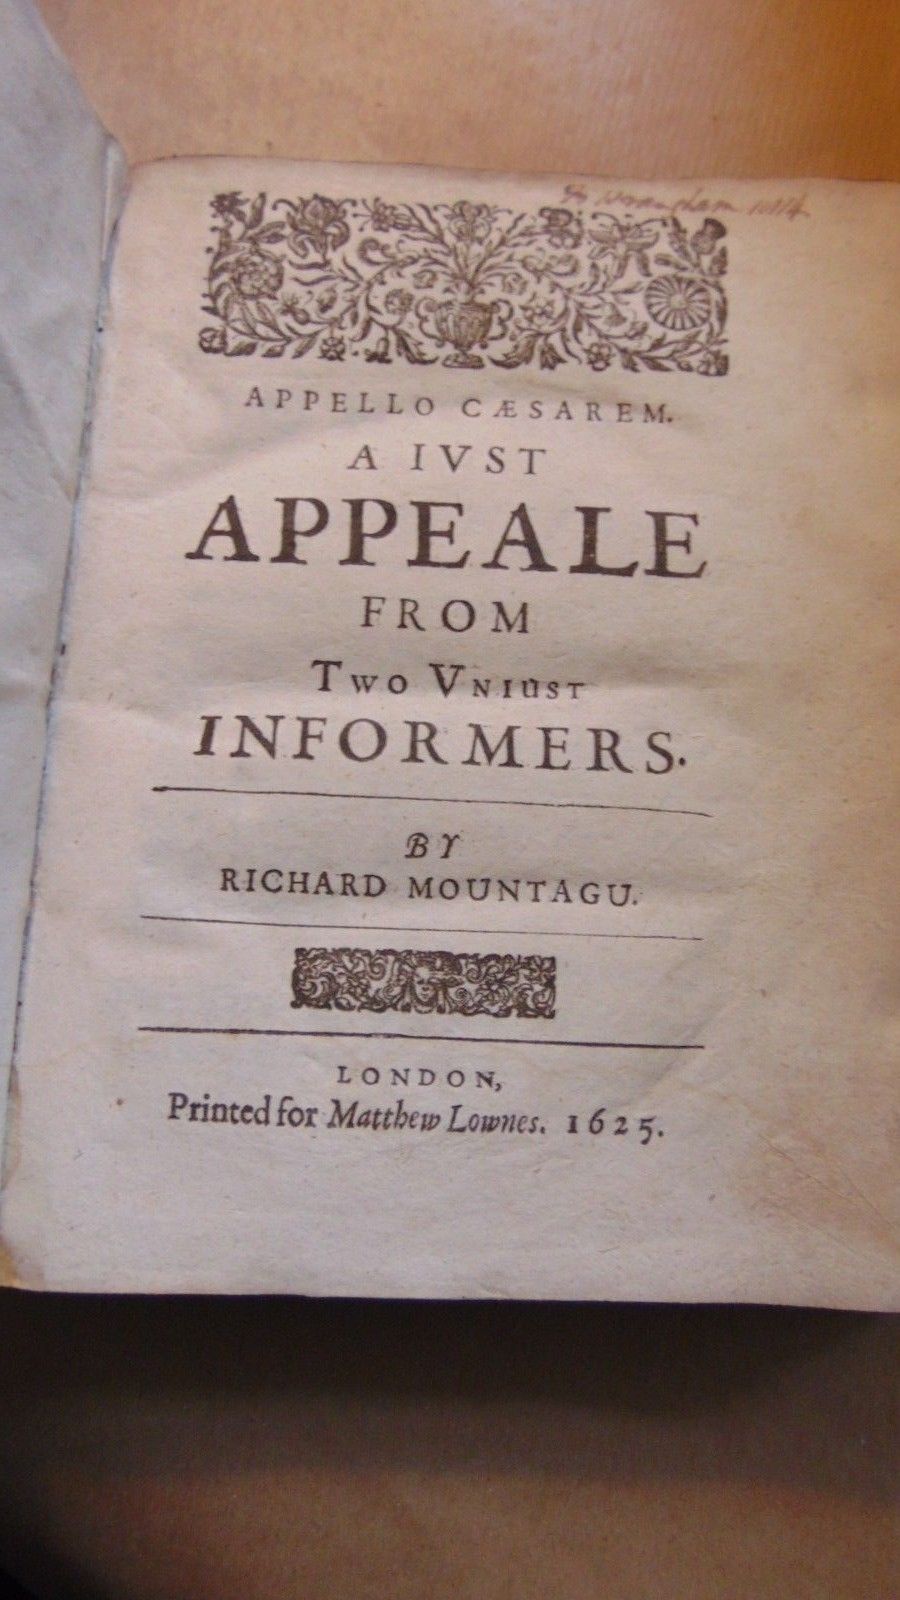 APPELLO CÆSAREM.
A IVST
APPEALE
FROM
TWO VNIUST
INFORMERS.
BY
RICHARD MOUNTAGU.
LONDON,
Printed for Matthew Lownes. 1625.